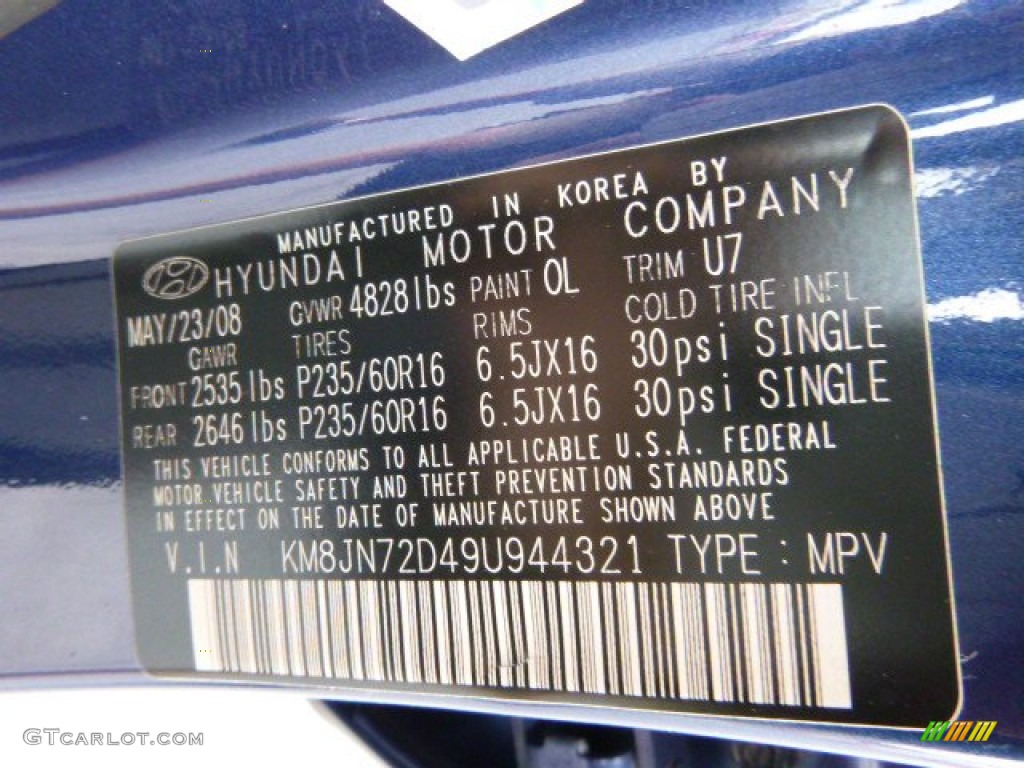 MANUFACTURED IN KOREA BY
HYUNDAI MOTOR COMPANY
MAY/23/08 GVWR 4828lbs PAINT OL TRIM U7
GAWR TIRES RIMS COLD TIRE INFL
FRONT 2535lbs P235/60R16 6.5JX16 30psi SINGLE
REAR 2646lbs P235/60R16 6.5JX16 30psi SINGLE
THIS VEHICLE CONFORMS TO ALL APPLICABLE U.S.A. FEDERAL
MOTOR VEHICLE SAFETY AND THEFT PREVENTION STANDARDS
IN EFFECT ON THE DATE OF MANUFACTURE SHOWN ABOVE
V.I.N KM8JN72D49U944321 TYPE : MPV
GTCARLOT.COM